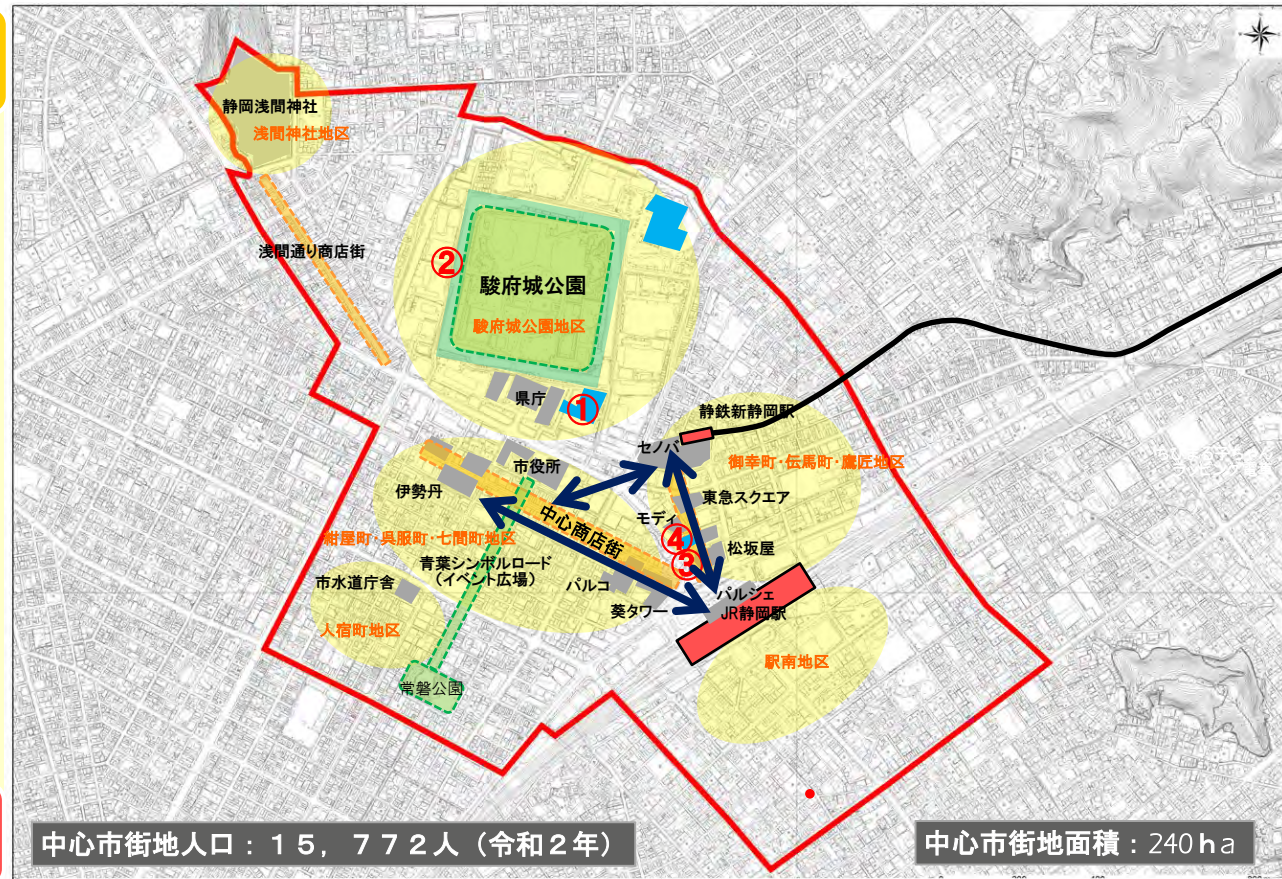 静岡浅間神社
浅間神社地区
浅間通り商店街
②
駿府城公園
駿府城公園地区
県庁
①
静鉄新静岡駅
セノバ
御幸町・伝馬町・鷹匠地区
市役所
伊勢丹
東急スクエア
モディ
中心商店街
④
紺屋町・呉服町・七間町地区
松坂屋
青葉シンボルロード
(イベント広場)
③
パルコ
市水道庁舎
パルシェ
葵タワー
JR静岡駅
人宿町地区
駅南地区
常磐公園
中心市街地人口：１５，７７２人（令和２年）
中心市街地面積：240ha